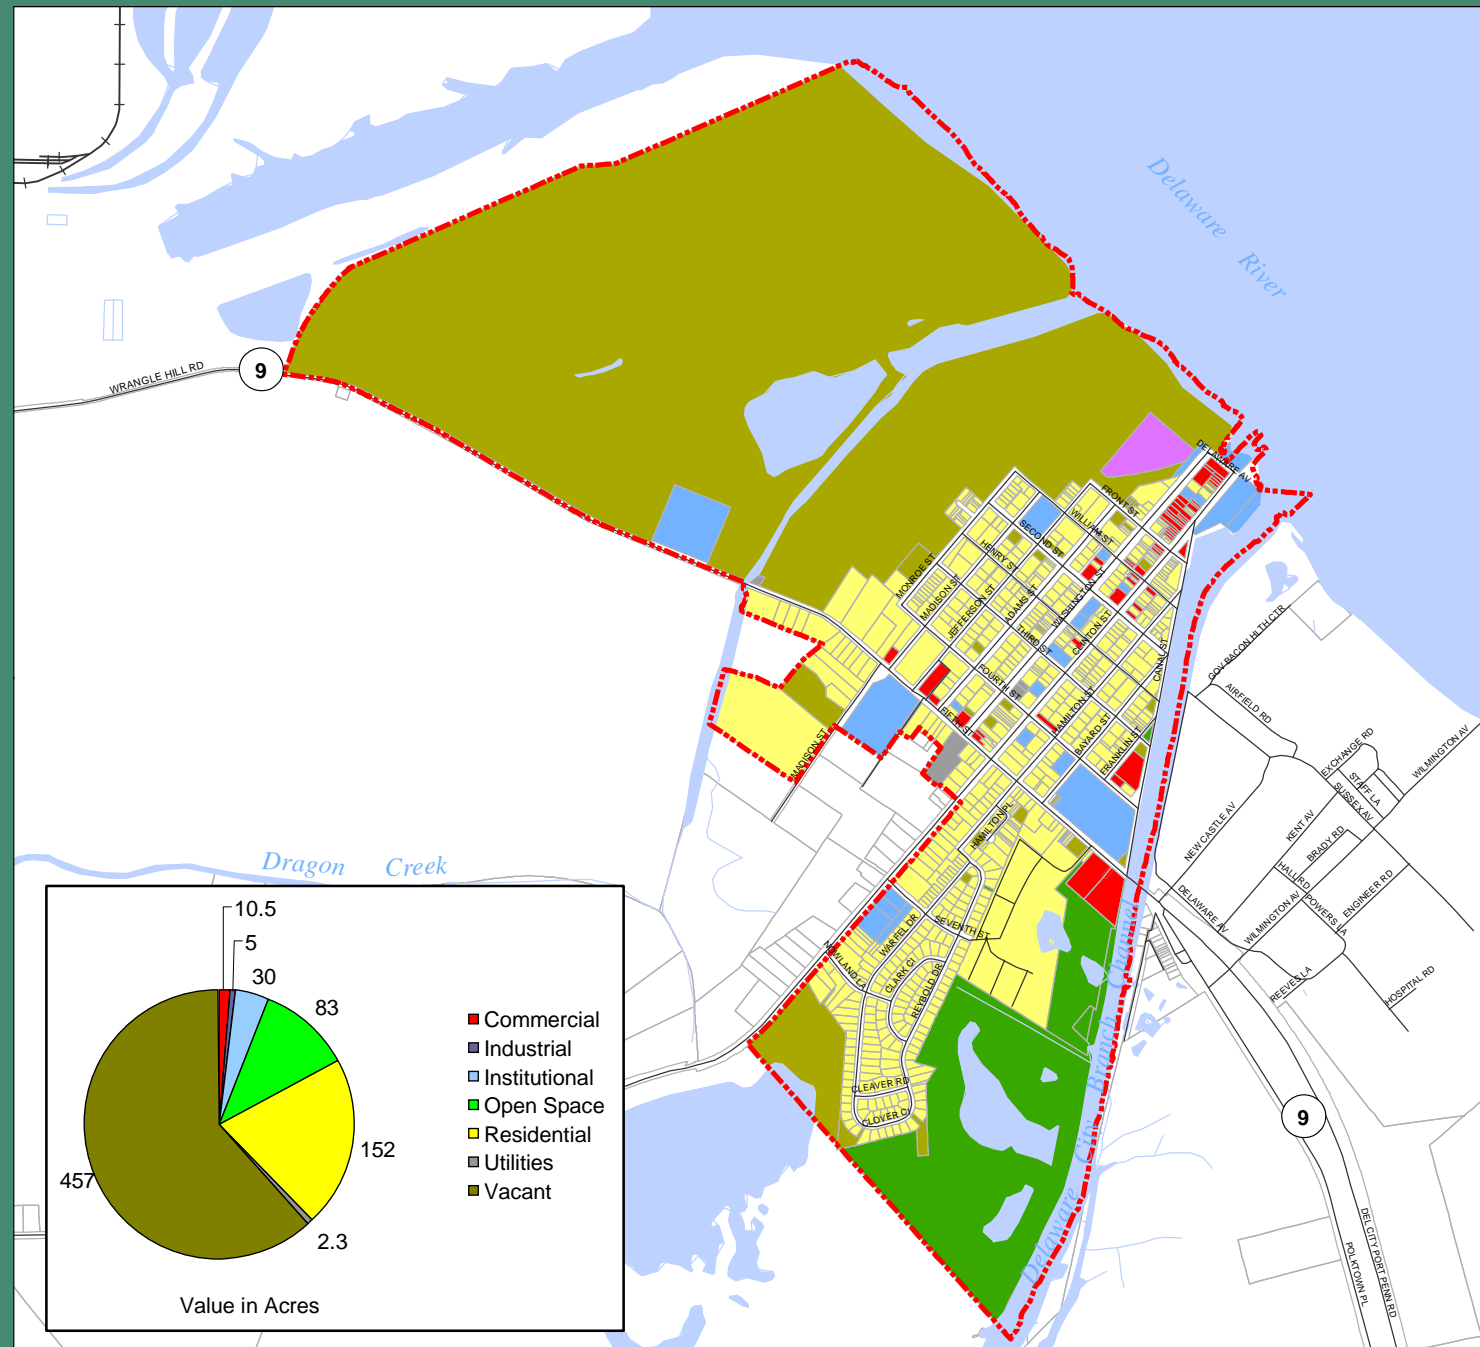 Delaware
River
WRANGLE HILL RD
9
DELAWARE AV
FRONT ST
WILLIAM ST
SECOND ST
HENRY ST
MONROE ST
MADISON ST
JEFFERSON ST
ADAMS ST
WASHINGTON ST
THIRD ST
CLINTON ST
CANAL ST
FOURTH ST
FIFTH ST
HAMILTON ST
BAYARD ST
FRANKLIN ST
MADISON ST
GOV BACON HLTH CTR
AIRFIELD RD
EXCHANGE RD
STAFF LA
SUSSEX AV
WILMINGTON AV
NEW CASTLE AV
KENT AV
BRADY RD
HALL RD
POWERS LA
ENGINEER RD
DELAWARE AV
WILMINGTON AV
REEVES LA
HOSPITAL RD
HAMILTON PL
SEVENTH ST
WARFEL DR
CLARK CI
NEWLAND LA
REYBOLD DR
CLEAVER RD
CLOVER CI
Dragon Creek
Delaware City Branch Channel
9
DEL CITY PORT PENN RD
POLKTOWN PL
10.5
5
30
83
152
2.3
457
Commercial
Industrial
Institutional
Open Space
Residential
Utilities
Vacant
Value in Acres